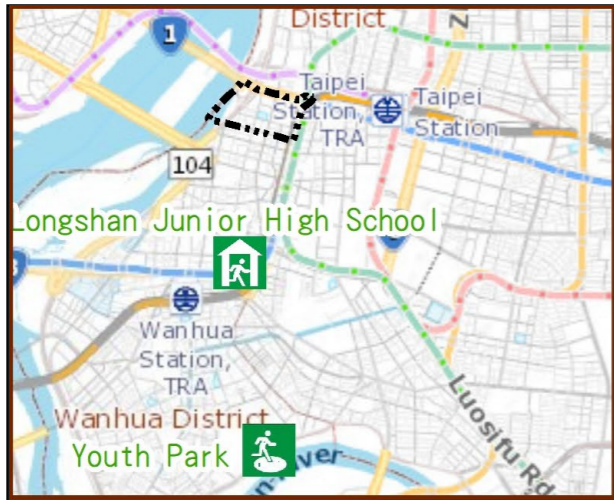 District
1
Taipei
Station,
TRA
Taipei
Station
104
Longshan Junior High School
Wanhua
Station,
TRA
Wanhua District
Youth Park
Luosifu Rd